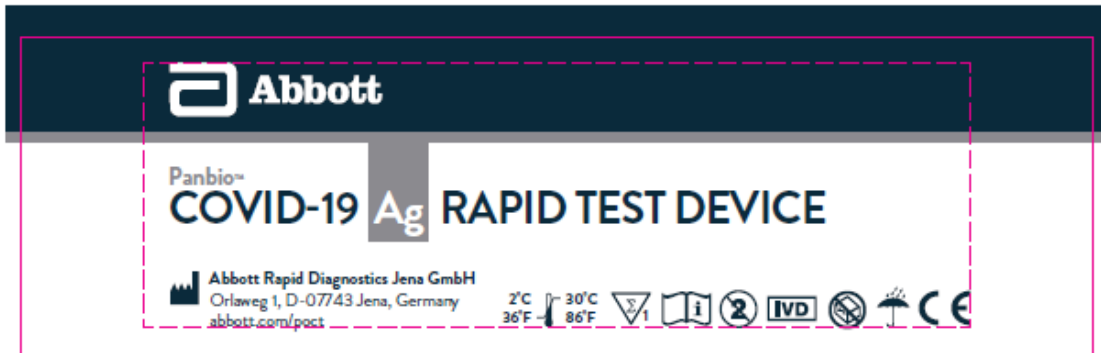 Abbott
Panbio™
COVID-19 Ag RAPID TEST DEVICE
Abbott Rapid Diagnostics Jena GmbH
Orlaweg 1, D-07743 Jena, Germany
abbott.com/poct
2°C 30°C
36°F 86°F
Σ 1 i 2 IVD CE